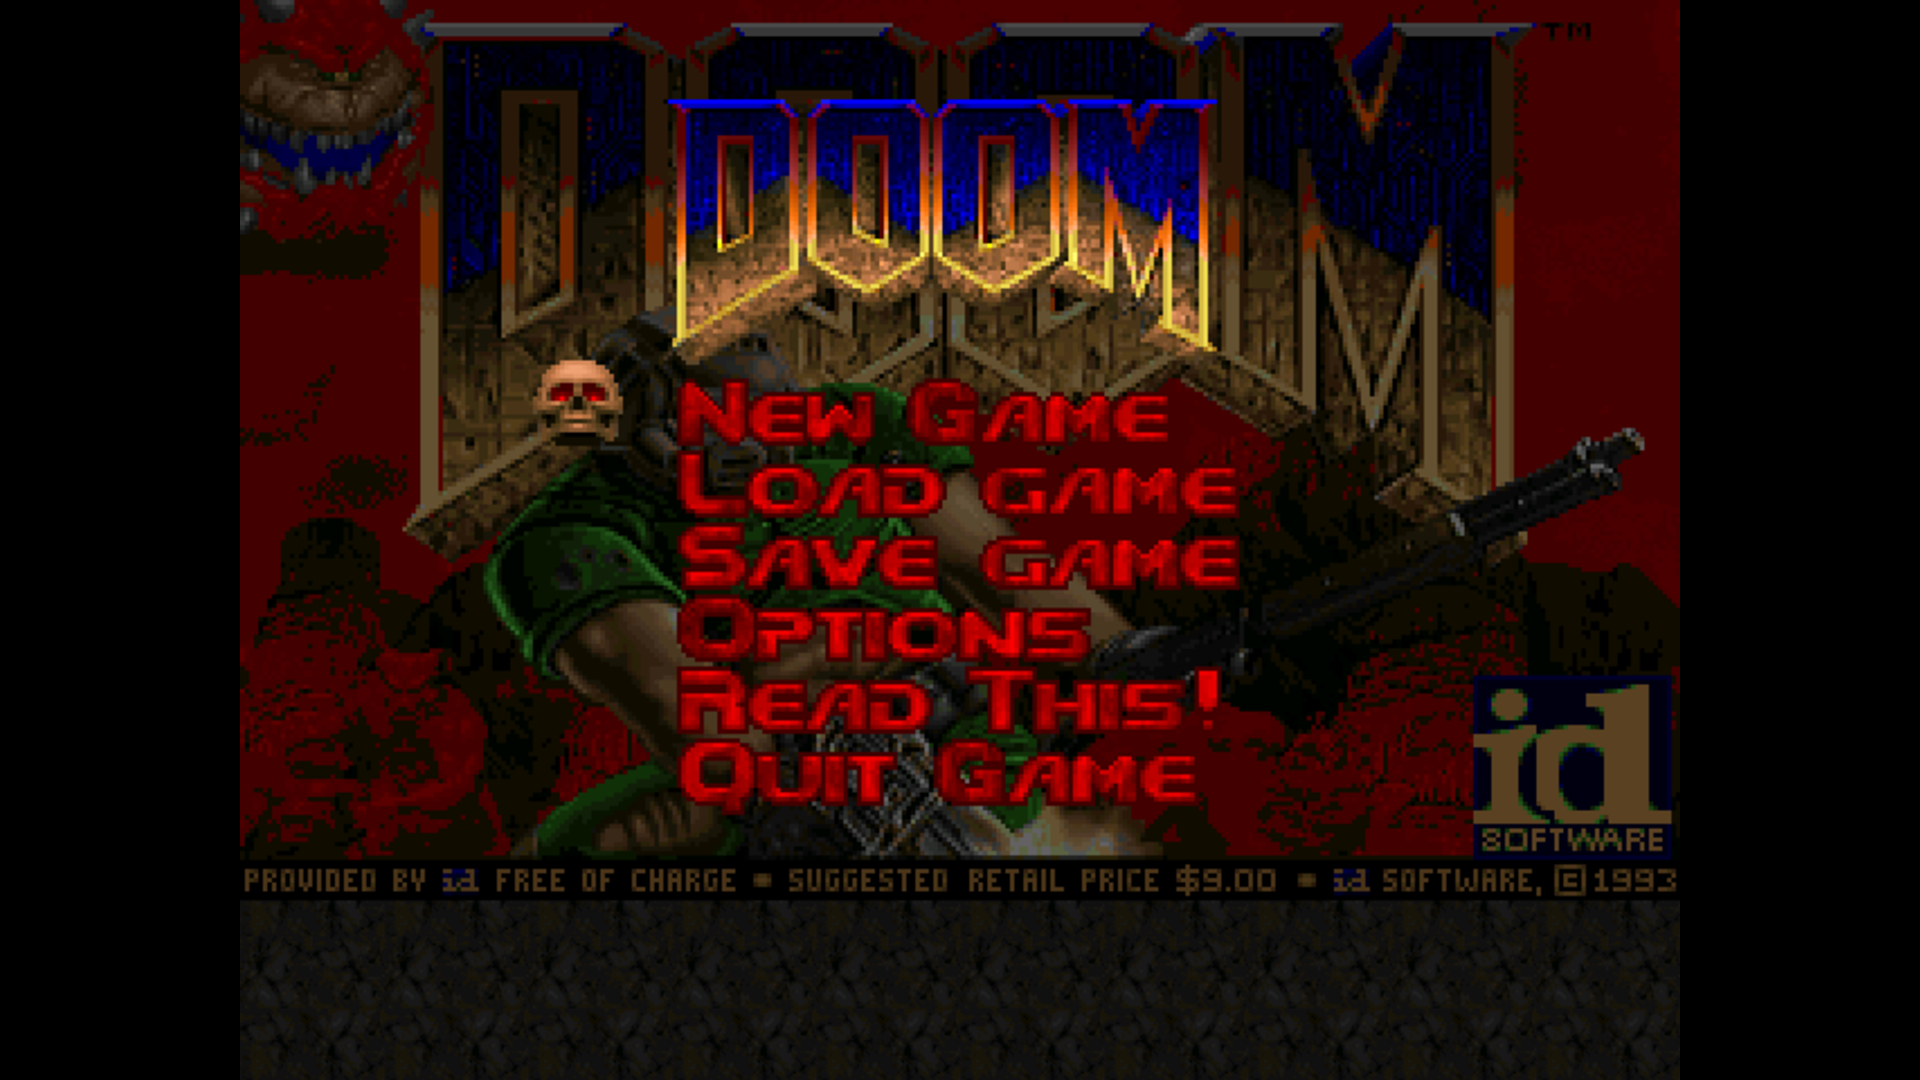 DOOM TM
DOOM
New Game
Load game
Save game
Options
Read This!
Quit Game
id
SOFTWARE
PROVIDED BY id FREE OF CHARGE ▪ SUGGESTED RETAIL PRICE $9.00 ▪ id SOFTWARE, © 1993